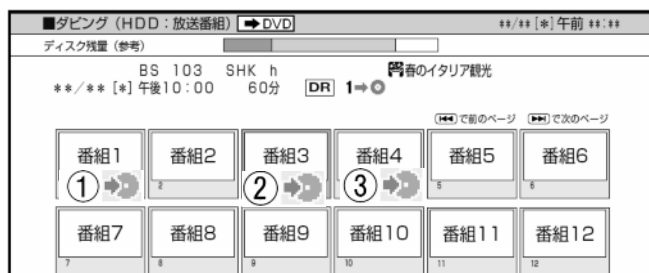 ■ダビング（HDD：放送番組）➡DVD　**/**[*]午前 **:**
ディスク残量（参考）
BS 103　SHK h　春のイタリア観光
**/**[*]午後10：00　60分　DR　1⇒
⏮で前のページ　⏭で次のページ
番組1　番組2　番組3　番組4　番組5　番組6
①　2　②　③　5　6
番組7　番組8　番組9　番組10　番組11　番組12
7　8　9　10　11　12